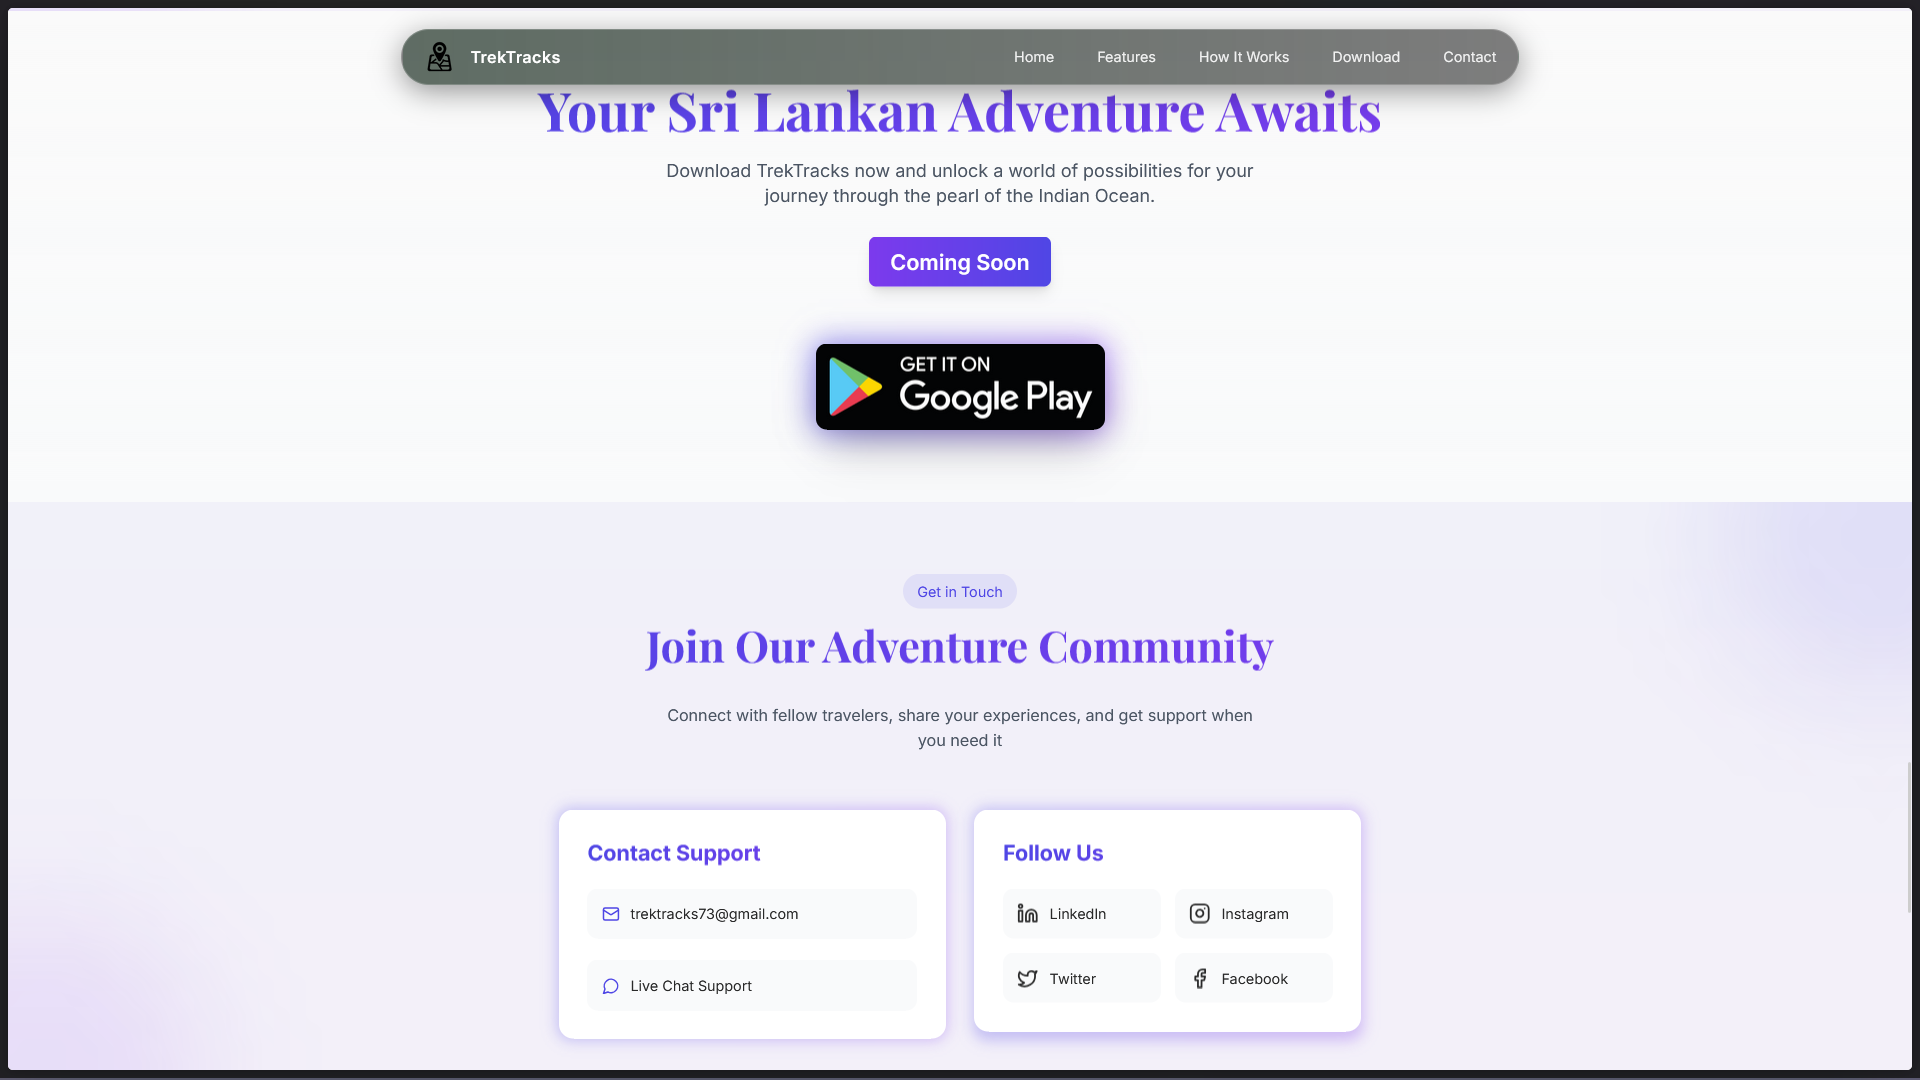 TrekTracks
Home
Features
How It Works
Download
Contact
Your Sri Lankan Adventure Awaits
Download TrekTracks now and unlock a world of possibilities for your
journey through the pearl of the Indian Ocean.
Coming Soon
GET IT ON
Google Play
Get in Touch
Join Our Adventure Community
Connect with fellow travelers, share your experiences, and get support when
you need it
Contact Support
trektracks73@gmail.com
Live Chat Support
Follow Us
LinkedIn
Instagram
Twitter
Facebook